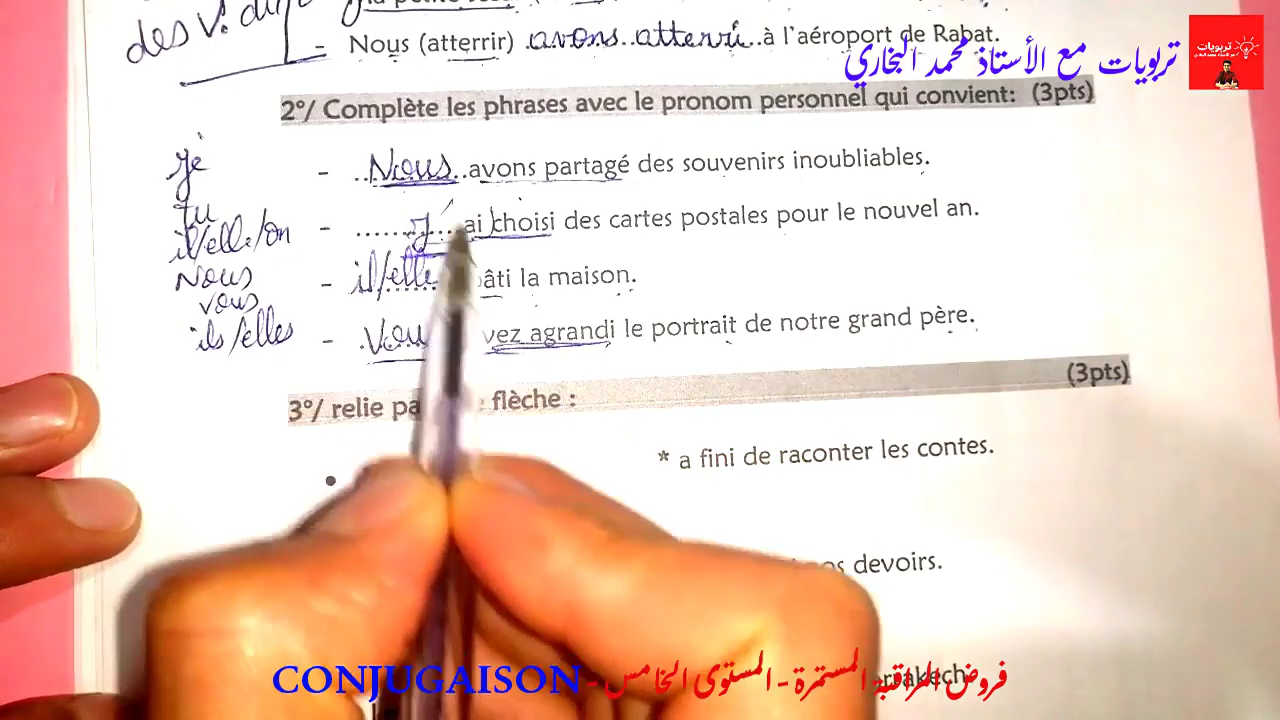 des v.
- Nous (atterrir) .avons..atterri..à l'aéroport de Rabat.
تربويات مع الأستاذ محمد البخاري
تربويات
2°/ Complète les phrases avec le pronom personnel qui convient: (3pts)
je
- ..Nous..avons partagé des souvenirs inoubliables.
tu
- ........j'...ai choisi des cartes postales pour le nouvel an.
il/elle/on
- il/elle bâti la maison.
Nous
vous
- .vou vez agrandi le portrait de notre grand père.
ils/elles
(3pts)
3°/ relie pa flèche :
* a fini de raconter les contes.
•
devoirs.
rakech
CONJUGAISON - فروض المراقبة المستمرة - المستوى الخامس